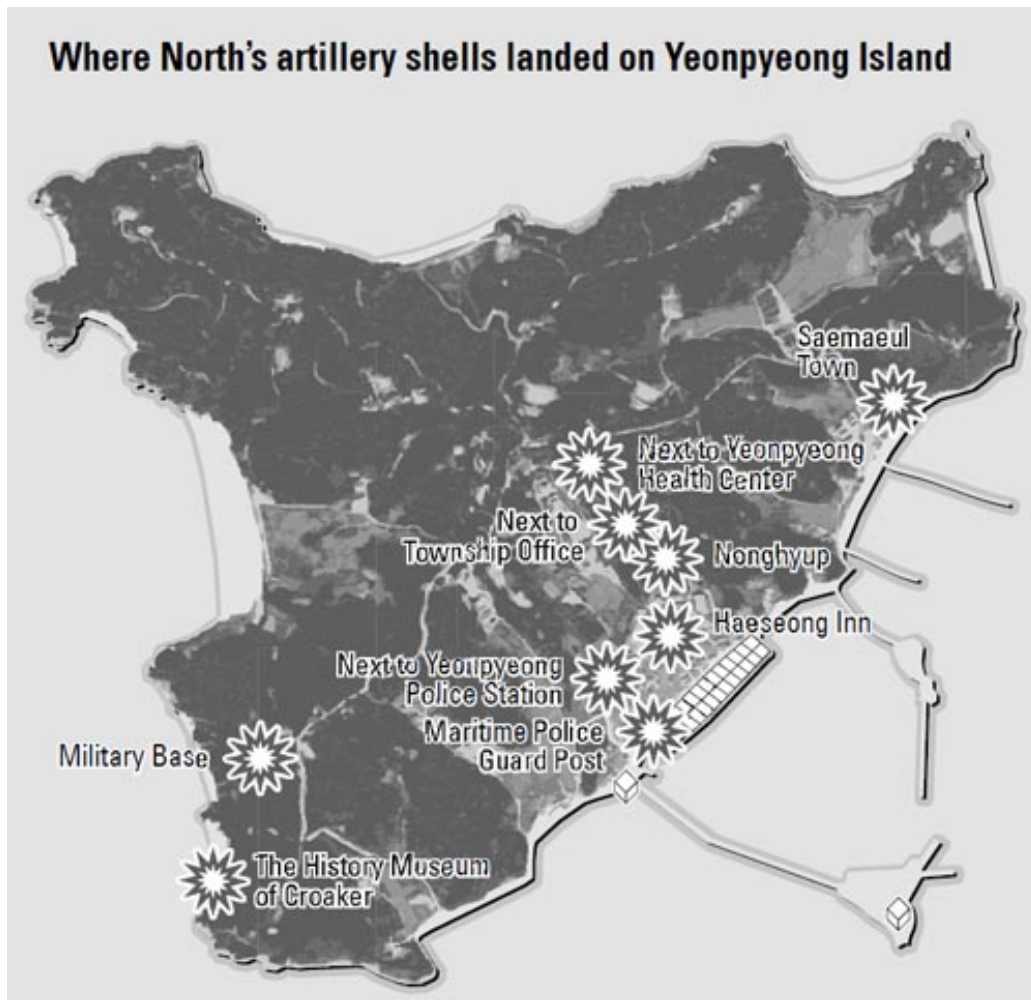 Where North's artillery shells landed on Yeonpyeong Island
Saemaeul
Town
Next to Yeonpyeong
Health Center
Next to
Township Office
Nonghyup
Haeseong Inn
Next to Yeonpyeong
Police Station
Maritime Police
Guard Post
Military Base
The History Museum
of Croaker